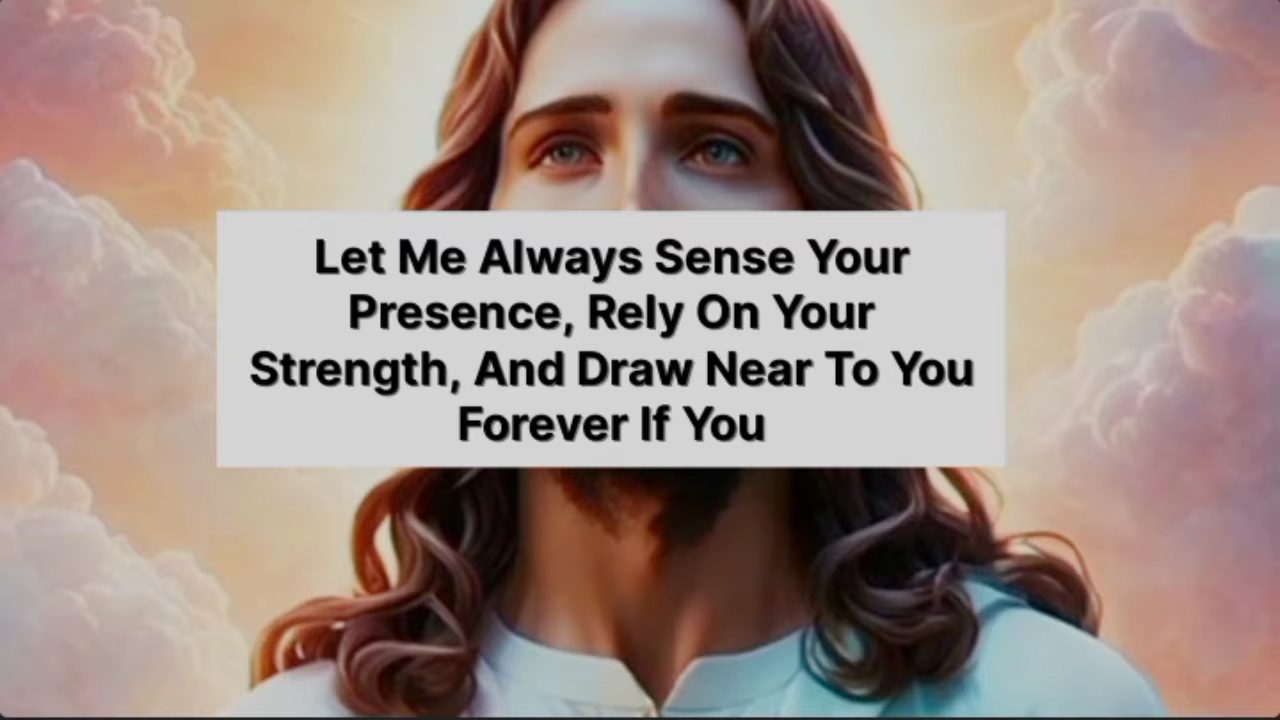 Let Me Always Sense Your
Presence, Rely On Your
Strength, And Draw Near To You
Forever If You